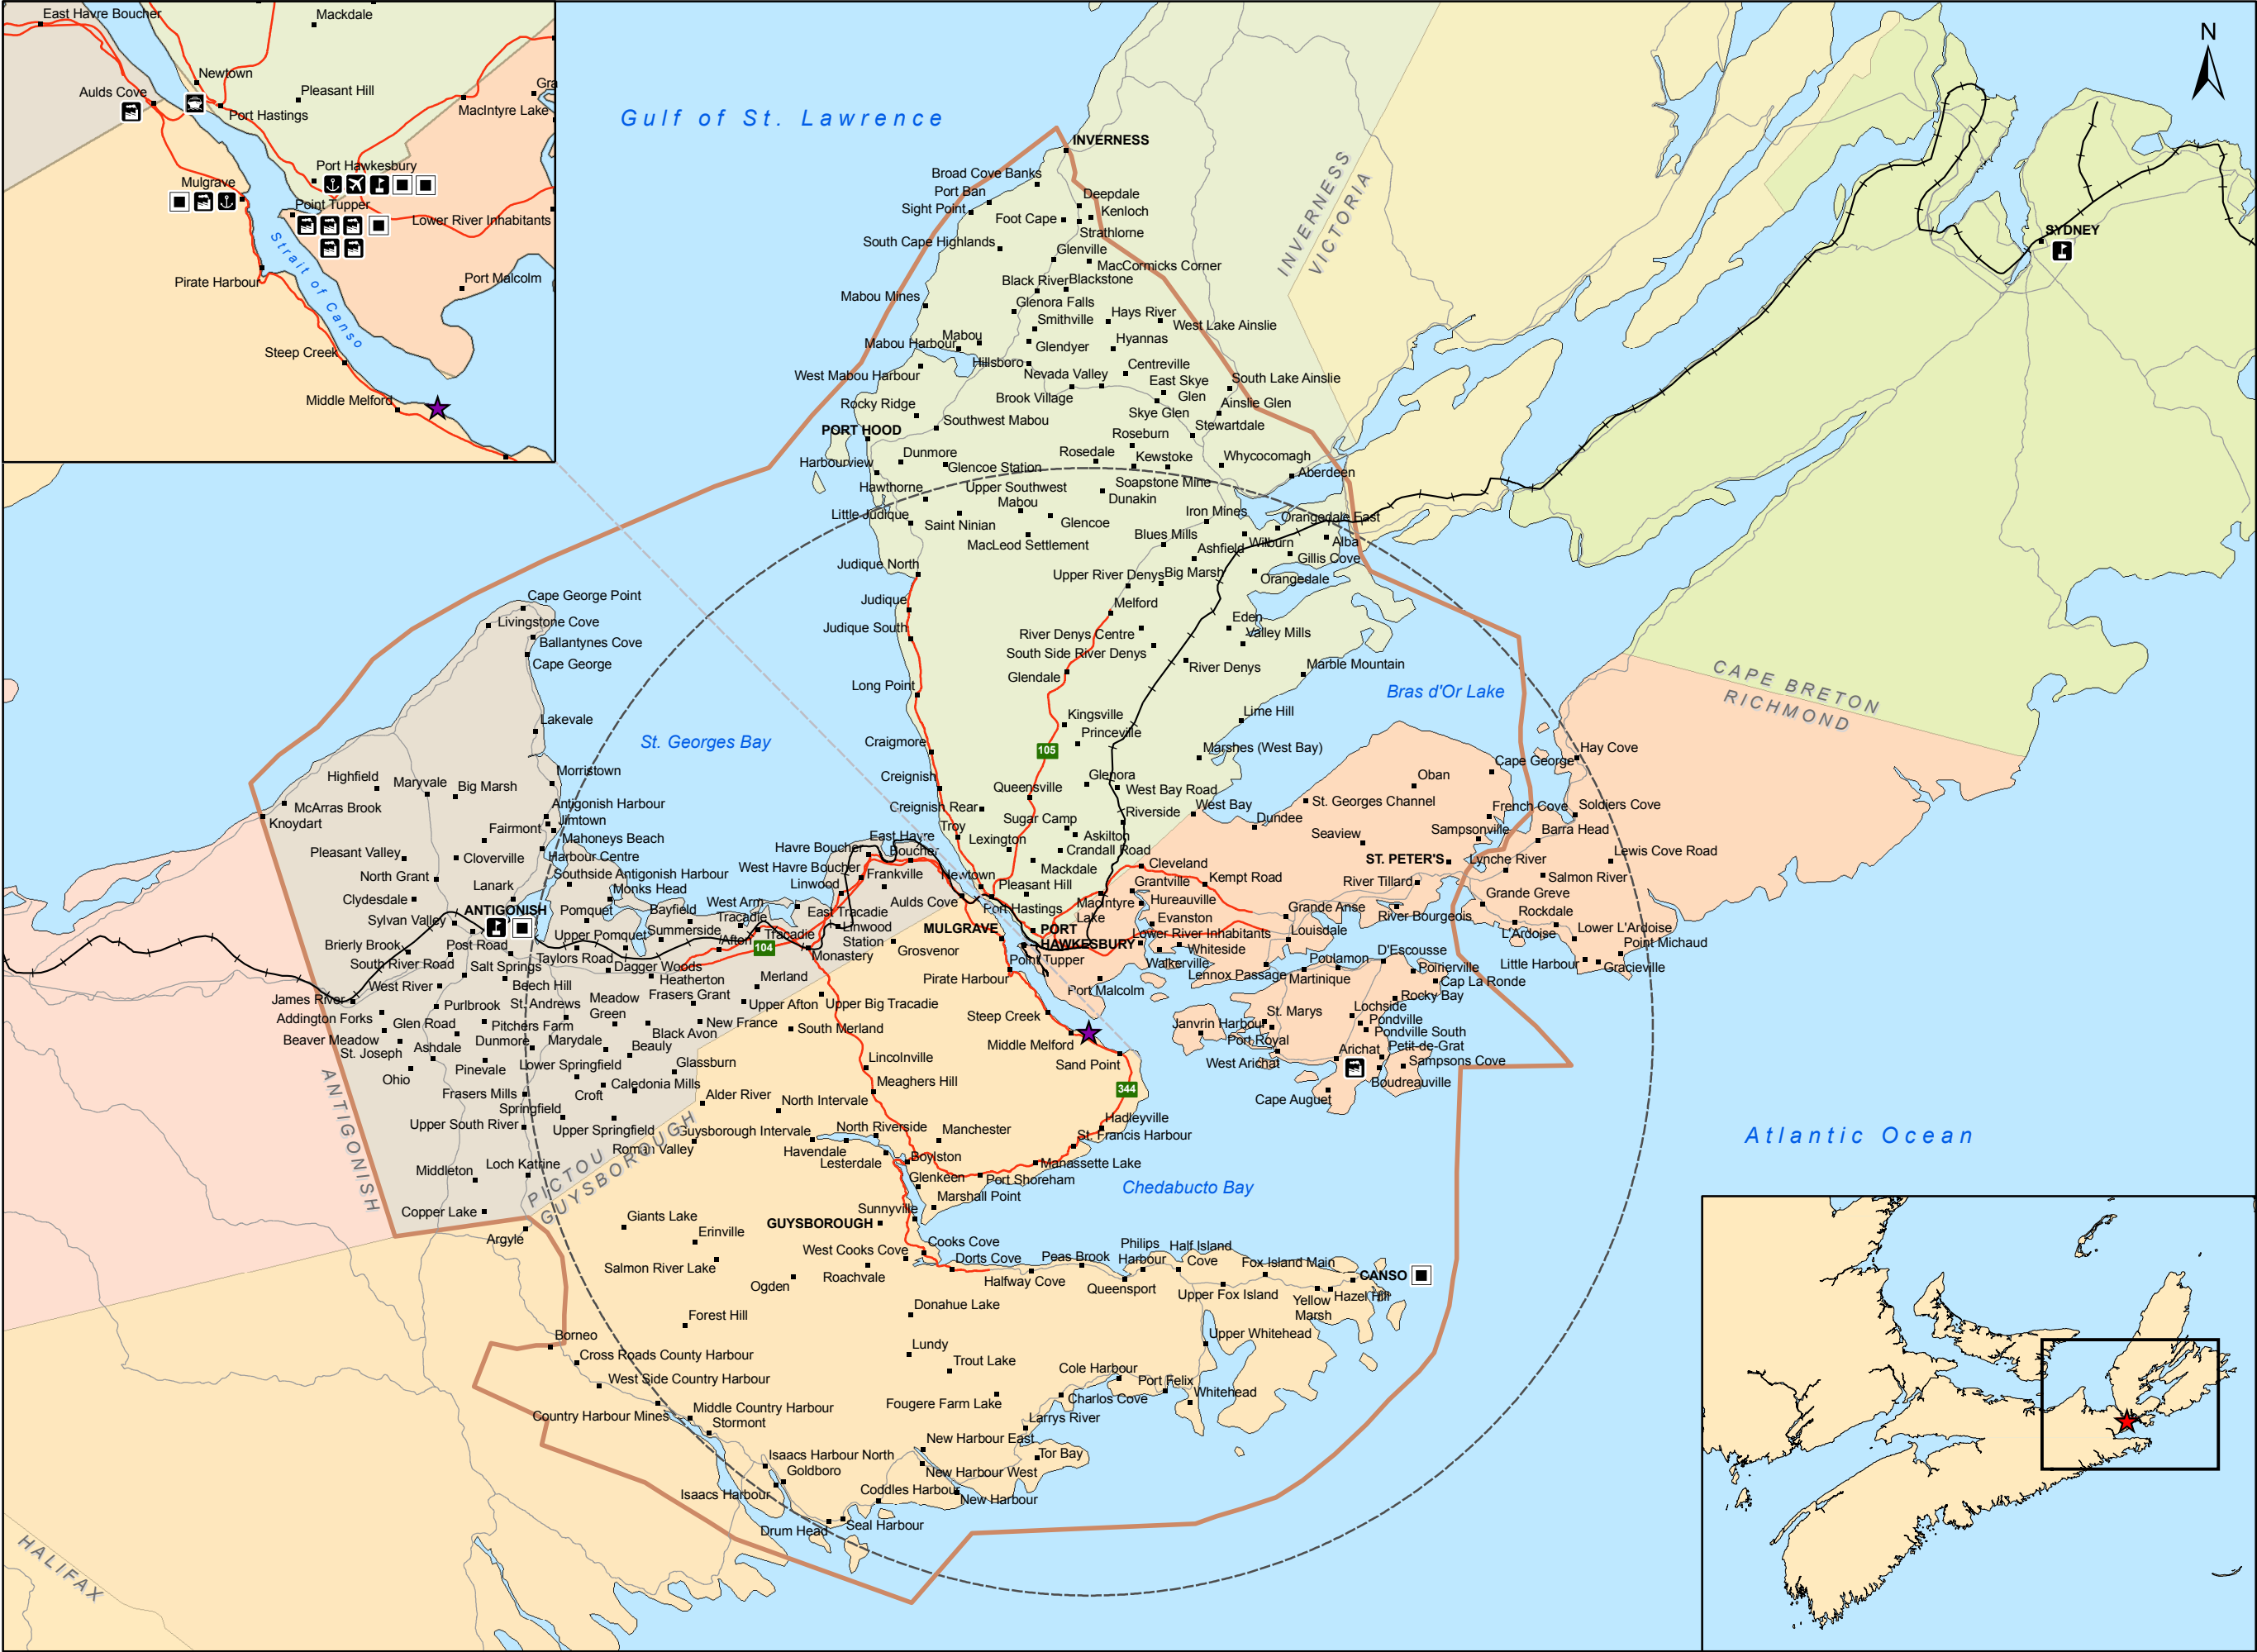 East Havre Boucher
Mackdale
Newtown
Aulds Cove
Pleasant Hill
Gra
MacIntyre Lake
Port Hastings
Port Hawkesbury
Mulgrave
Point Tupper
Lower River Inhabitants
Strait of Canso
Pirate Harbour
Port Malcolm
Steep Creek
Middle Melford
Gulf of St. Lawrence
N
INVERNESS
Broad Cove Banks
Port Ban
Sight Point
Deepdale
Foot Cape
Kenloch
Strathlorne
South Cape Highlands
Glenville
MacCormicks Corner
Black River
Blackstone
Mabou Mines
Glenora Falls
Smithville
Hays River
West Lake Ainslie
Mabou
Mabou Harbour
Glendyer
Hyannas
Hillsboro
West Mabou Harbour
Nevada Valley
Centreville
East Skye
Glen
South Lake Ainslie
Brook Village
Rocky Ridge
Skye Glen
Ainslie Glen
Southwest Mabou
PORT HOOD
Roseburn
Stewartdale
Harbourview
Dunmore
Glencoe Station
Rosedale
Kewstoke
Whycocomagh
Aberdeen
Hawthorne
Upper Southwest
Mabou
Soapstone Mine
Dunakin
Little Judique
Saint Ninian
Glencoe
Iron Mines
Orangedale East
MacLeod Settlement
Blues Mills
Ashfield
Wilburn
Alba
Gillis Cove
Judique North
Upper River Denys
Big Marsh
Orangedale
Judique
Melford
Judique South
River Denys Centre
Eden
Valley Mills
South Side River Denys
River Denys
Glendale
Marble Mountain
Long Point
Bras d'Or Lake
Kingsville
Lime Hill
Princeville
Craigmore
105
Marshes (West Bay)
Creignish
Queensville
Glenora
West Bay Road
Creignish Rear
Riverside
West Bay
Sugar Camp
Troy
Askilton
Lexington
Crandall Road
Mackdale
INVERNESS
VICTORIA
SYDNEY
CAPE BRETON
RICHMOND
Cape George Point
Livingstone Cove
Ballantynes Cove
Cape George
Lakevale
St. Georges Bay
Highfield
Maryvale
Big Marsh
Morristown
McArras Brook
Knoydart
Antigonish Harbour
Jimtown
Fairmont
Mahoneys Beach
Pleasant Valley
Cloverville
Harbour Centre
North Grant
Lanark
Southside Antigonish Harbour
Monks Head
Clydesdale
ANTIGONISH
Sylvan Valley
Pomquet
Bayfield
West Arm
Tracadie
Summerside
Upper Pomquet
Afton
Tracadie
104
Brierly Brook
Post Road
Taylors Road
South River Road
Salt Springs
Dagger Woods
Heatherton
West River
Beech Hill
Frasers Grant
James River
Purlbrook
St. Andrews
Meadow
Green
Addington Forks
Glen Road
Pitchers Farm
Beaver Meadow
Dunmore
Marydale
Black Avon
New France
St. Joseph
Ashdale
Beauly
Pinevale
Lower Springfield
Glassburn
Ohio
Caledonia Mills
Frasers Mills
Croft
Springfield
Upper South River
Upper Springfield
Loch Katrine
Middleton
Copper Lake
ANTIGONISH
PICTOU
GUYSBOROUGH
Havre Boucher
East Havre
Boucher
West Havre Boucher
Frankville
Linwood
East Tracadie
Linwood
Station
Monastery
Aulds Cove
Newtown
Pleasant Hill
Port Hastings
MacIntyre
Lake
MULGRAVE
PORT
HAWKESBURY
Point Tupper
Grosvenor
Pirate Harbour
Merland
Upper Afton
Upper Big Tracadie
South Merland
Steep Creek
Middle Melford
Sand Point
Port Malcolm
Lincolnville
Meaghers Hill
344
Alder River
North Intervale
Hadleyville
Guysborough Intervale
North Riverside
Manchester
St. Francis Harbour
Roman Valley
Havendale
Lesterdale
Boylston
Manassette Lake
Glenkeen
Port Shoreham
Marshall Point
Chedabucto Bay
Giants Lake
GUYSBOROUGH
Sunnyville
Argyle
Erinville
West Cooks Cove
Cooks Cove
Dorts Cove
Salmon River Lake
Roachvale
Ogden
Halfway Cove
Peas Brook
Philips
Harbour
Half Island
Cove
Queensport
Fox Island Main
CANSO
Upper Fox Island
Yellow
Marsh
Hazel Hill
Forest Hill
Donahue Lake
Borneo
Lundy
Upper Whitehead
Cross Roads County Harbour
Trout Lake
West Side Country Harbour
Cole Harbour
Port Felix
Whitehead
Charlos Cove
Fougere Farm Lake
Country Harbour Mines
Middle Country Harbour
Stormont
Larrys River
New Harbour East
Tor Bay
Isaacs Harbour North
Goldboro
New Harbour West
Isaacs Harbour
Coddles Harbour
New Harbour
Drum Head
Seal Harbour
HALIFAX
Cape George
Hay Cove
Oban
St. Georges Channel
French Cove
Soldiers Cove
Dundee
Seaview
Sampsonville
Barra Head
ST. PETER'S
Lynche River
Lewis Cove Road
Cleveland
Kempt Road
River Tillard
Salmon River
Grantville
Hureauville
Grande Greve
Evanston
Grande Anse
River Bourgeois
Rockdale
Lower River Inhabitants
Louisdale
L'Ardoise
Lower L'Ardoise
Whiteside
D'Escousse
Point Michaud
Walkerville
Poulamon
Little Harbour
Gracieville
Lennox Passage
Martinique
Poirierville
Cap La Ronde
Rocky Bay
St. Marys
Lochside
Janvrin Harbour
Pondville
Pondville South
Port Royal
Arichat
Petit-de-Grat
West Arichat
Sampsons Cove
Boudreauville
Cape Auguet
Atlantic Ocean